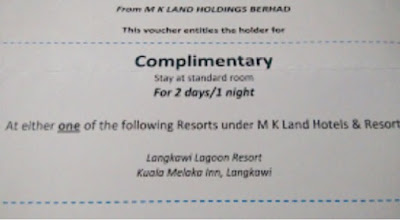 From M K LAND HOLDINGS BERHAD
This voucher entitles the holder for
Complimentary
Stay at standard room
For 2 days/1 night
At either one of the following Resorts under M K Land Hotels & Resort
Langkawi Lagoon Resort
Kuala Melaka Inn, Langkawi